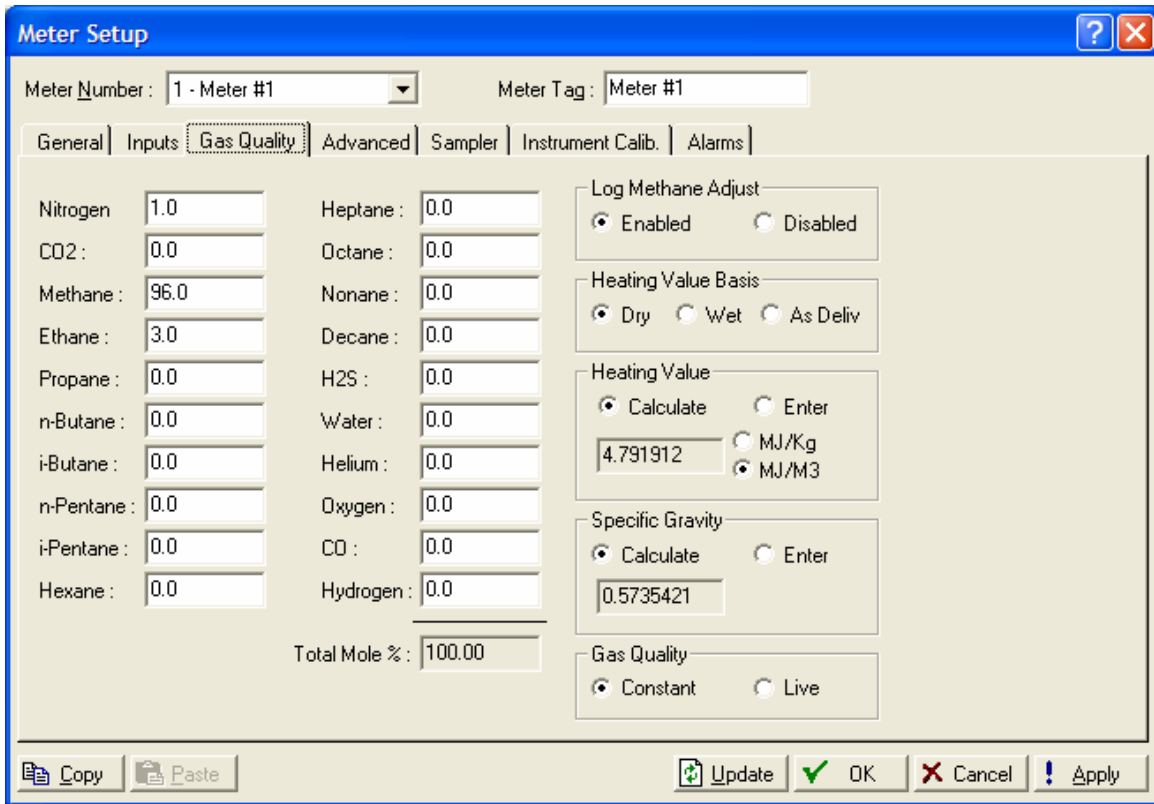 Meter Setup
Meter Number : 1 - Meter #1
Meter Tag : Meter #1
General Inputs Gas Quality Advanced Sampler Instrument Calib. Alarms
Nitrogen 1.0
CO2 : 0.0
Methane : 96.0
Ethane : 3.0
Propane : 0.0
n-Butane : 0.0
i-Butane : 0.0
n-Pentane : 0.0
i-Pentane : 0.0
Hexane : 0.0
Heptane : 0.0
Octane : 0.0
Nonane : 0.0
Decane : 0.0
H2S : 0.0
Water : 0.0
Helium : 0.0
Oxygen : 0.0
CO : 0.0
Hydrogen : 0.0
Total Mole % : 100.00
Log Methane Adjust
Enabled Disabled
Heating Value Basis
Dry Wet As Deliv
Heating Value
Calculate Enter
4.791912
MJ/Kg
MJ/M3
Specific Gravity
Calculate Enter
0.5735421
Gas Quality
Constant Live
Copy Paste Update OK Cancel Apply